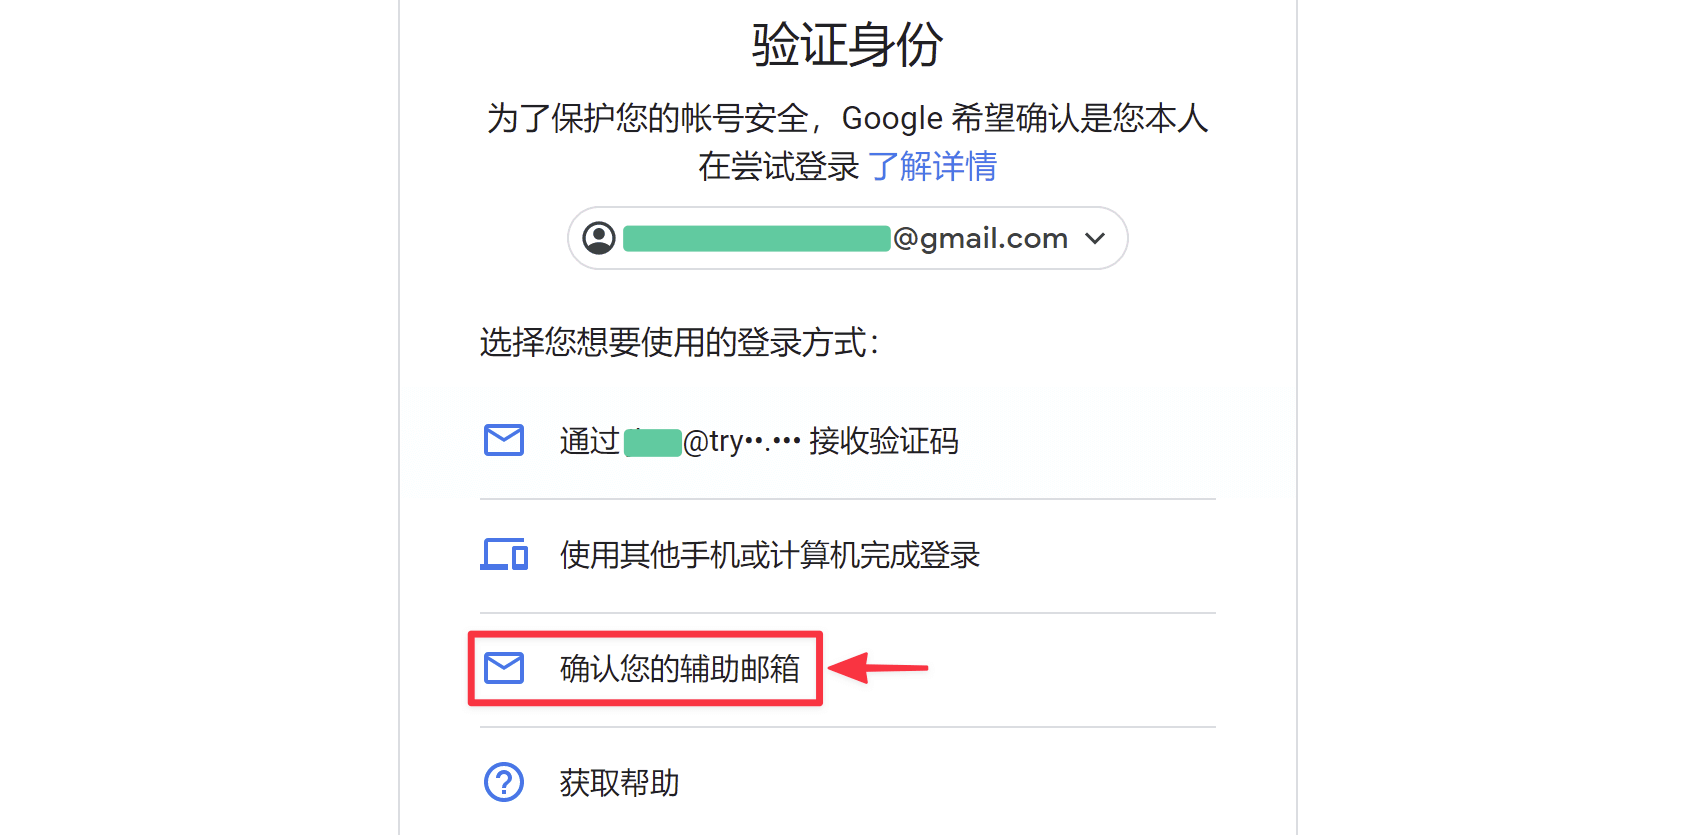 验证身份
为了保护您的帐号安全，Google 希望确认是您本人
在尝试登录 了解详情
@gmail.com
选择您想要使用的登录方式：
通过 @try••.••• 接收验证码
使用其他手机或计算机完成登录
确认您的辅助邮箱
获取帮助